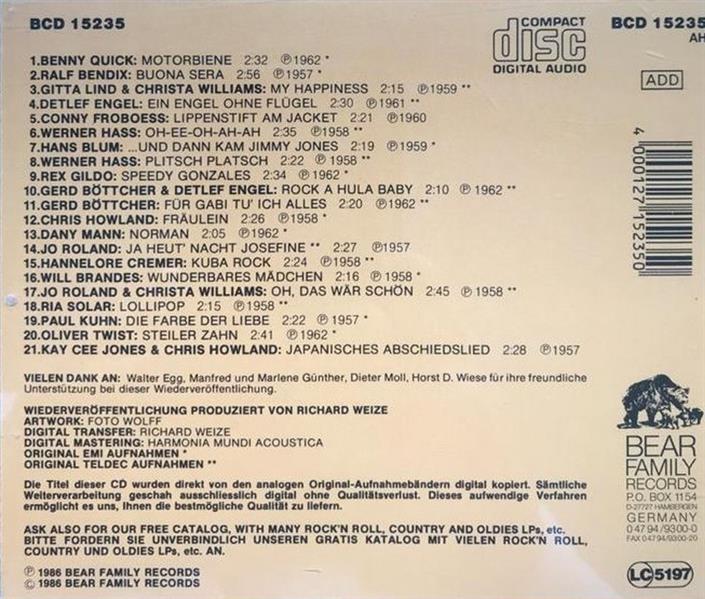 BCD 15235
COMPACT
disc
DIGITAL AUDIO
BCD 15235
AH
ADD
1.BENNY QUICK: MOTORBIENE 2:32 ℗1962 *
2.RALF BENDIX: BUONA SERA 2:56 ℗1957 *
3.GITTA LIND & CHRISTA WILLIAMS: MY HAPPINESS 2:15 ℗1959 **
4.DETLEF ENGEL: EIN ENGEL OHNE FLÜGEL 2:30 ℗1961 **
5.CONNY FROBOESS: LIPPENSTIFT AM JACKET 2:21 ℗1960
6.WERNER HASS: OH-EE-OH-AH-AH 2:35 ℗1958 **
7.HANS BLUM: ...UND DANN KAM JIMMY JONES 2:19 ℗1959 *
8.WERNER HASS: PLITSCH PLATSCH 2:22 ℗1958 **
9.REX GILDO: SPEEDY GONZALES 2:34 ℗1962 *
10.GERD BÖTTCHER & DETLEF ENGEL: ROCK A HULA BABY 2:10 ℗1962 **
11.GERD BÖTTCHER: FÜR GABI TU' ICH ALLES 2:20 ℗1962 **
12.CHRIS HOWLAND: FRÄULEIN 2:26 ℗1958 *
13.DANY MANN: NORMAN 2:05 ℗1962 *
14.JO ROLAND: JA HEUT' NACHT JOSEFINE ** 2:27 ℗1957
15.HANNELORE CREMER: KUBA ROCK 2:24 ℗1958 **
16.WILL BRANDES: WUNDERBARES MÄDCHEN 2:16 ℗1958 *
17.JO ROLAND & CHRISTA WILLIAMS: OH, DAS WÄR SCHÖN 2:45 ℗1958 **
18.RIA SOLAR: LOLLIPOP 2:15 ℗1958 **
19.PAUL KUHN: DIE FARBE DER LIEBE 2:22 ℗1957 *
20.OLIVER TWIST: STEILER ZAHN 2:41 ℗1962 *
21.KAY CEE JONES & CHRIS HOWLAND: JAPANISCHES ABSCHIEDSLIED 2:28 ℗1957
4 000127 152350
VIELEN DANK AN: Walter Egg, Manfred und Marlene Günther, Dieter Moll, Horst D. Wiese für ihre freundliche
Unterstützung bei dieser Wiederveröffentlichung.
WIEDERVERÖFFENTLICHUNG PRODUZIERT VON RICHARD WEIZE
ARTWORK: FOTO WOLFF
DIGITAL TRANSFER: RICHARD WEIZE
DIGITAL MASTERING: HARMONIA MUNDI ACOUSTICA
ORIGINAL EMI AUFNAHMEN *
ORIGINAL TELDEC AUFNAHMEN **
Die Titel dieser CD wurden direkt von den analogen Original-Aufnahmebändern digital kopiert. Sämtliche
Weiterverarbeitung geschah ausschliesslich digital ohne Qualitätsverlust. Dieses aufwendige Verfahren
ermöglicht es uns, Ihnen die bestmögliche Qualität zu liefern.
ASK ALSO FOR OUR FREE CATALOG, WITH MANY ROCK'N ROLL, COUNTRY AND OLDIES LPs, etc.
BITTE FORDERN SIE UNVERBINDLICH UNSEREN GRATIS KATALOG MIT VIELEN ROCK'N ROLL,
COUNTRY UND OLDIES LPs, etc. AN.
℗ 1986 BEAR FAMILY RECORDS
© 1986 BEAR FAMILY RECORDS
BEAR
FAMILY
RECORDS
P.O. BOX 1154
D-27727 HAMBERGEN
GERMANY
0 47 94/9300-0
FAX 0 47 94/9300-20
LC 5197